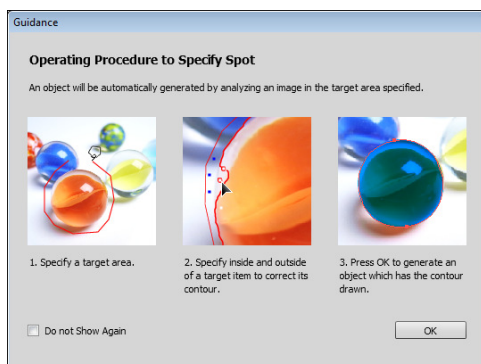 Guidance
Operating Procedure to Specify Spot
An object will be automatically generated by analyzing an image in the target area specified.
1. Specify a target area.
2. Specify inside and outside
of a target item to correct its
contour.
3. Press OK to generate an
object which has the contour
drawn.
Do not Show Again
OK